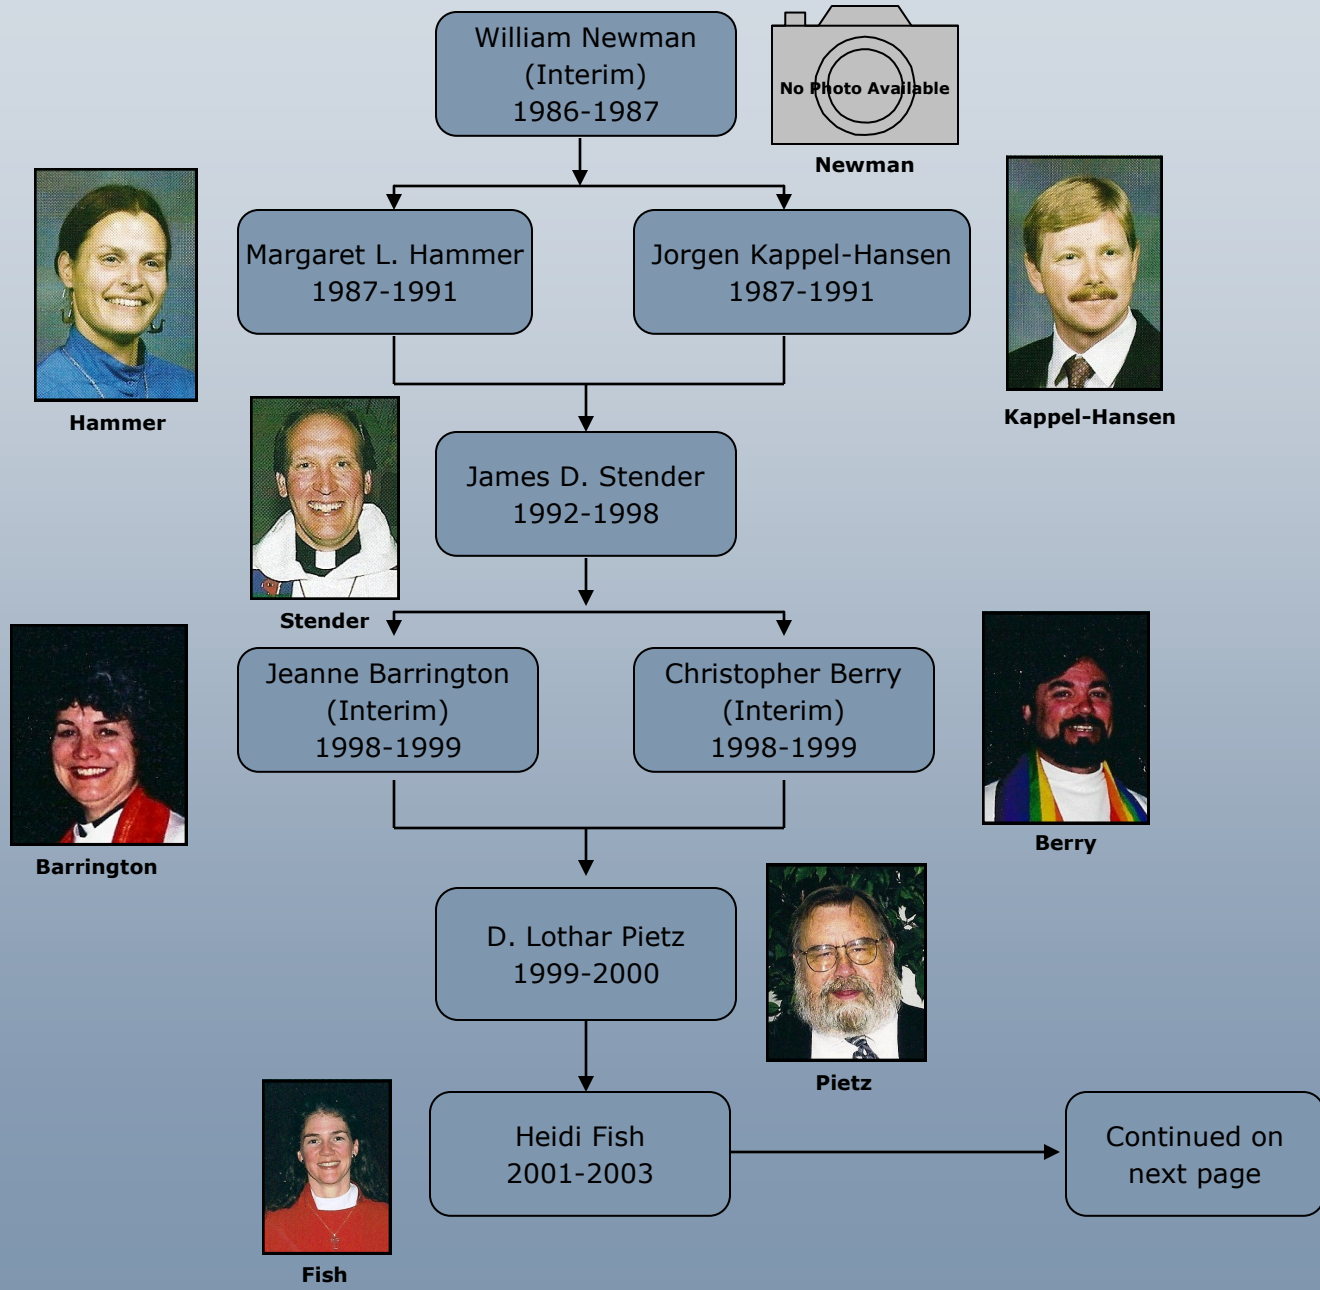 William Newman
(Interim)
1986-1987
No Photo Available
Newman
Margaret L. Hammer
1987-1991
Jorgen Kappel-Hansen
1987-1991
Hammer
Kappel-Hansen
James D. Stender
1992-1998
Stender
Jeanne Barrington
(Interim)
1998-1999
Christopher Berry
(Interim)
1998-1999
Barrington
Berry
D. Lothar Pietz
1999-2000
Pietz
Heidi Fish
2001-2003
Continued on
next page
Fish